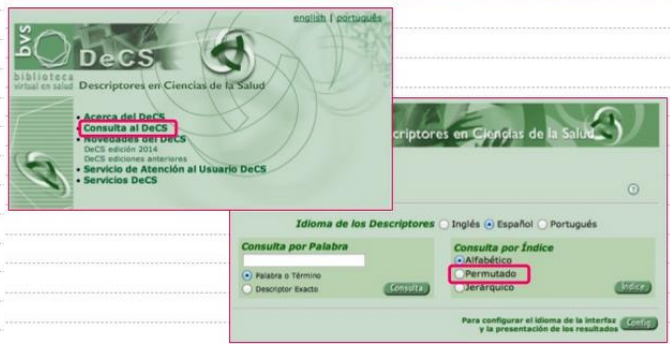 english | português
bvs
DeCS
biblioteca
virtual en salud
Descriptores en Ciencias de la Salud
• Acerca del DeCS
• Consulta al DeCS
• Novedades del DeCS
DeCS edición 2014
DeCS ediciones anteriores
• Servicio de Atención al Usuario DeCS
• Servicios DeCS
criptores en Ciencias de la Salud
?
Idioma de los Descriptores Inglés Español Portugués
Consulta por Palabra
Palabra o Término
Descriptor Exacto
Consulta
Consulta por Índice
Alfabético
Permutado
Jerárquico
Índice
Para configurar el idioma de la interfaz
y la presentación de los resultados
Config